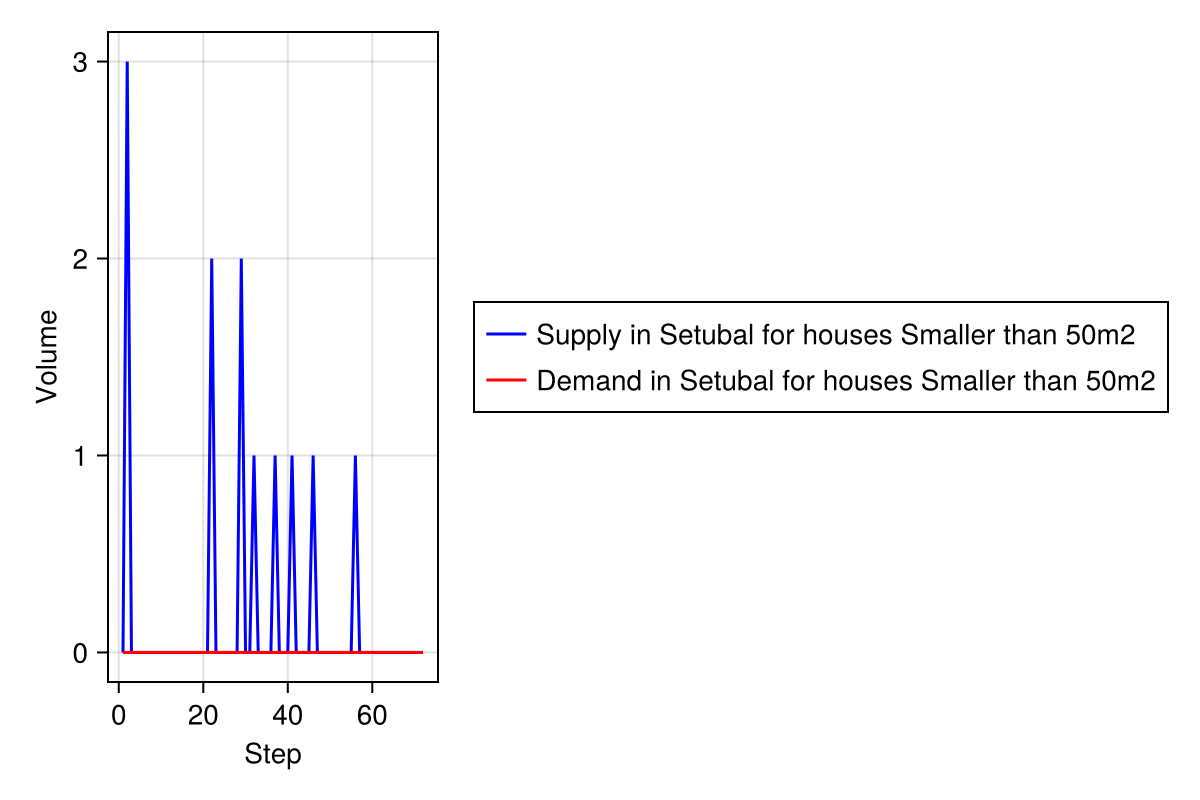 3
2
1
0
Volume
0 20 40 60
Step
Supply in Setubal for houses Smaller than 50m2
Demand in Setubal for houses Smaller than 50m2